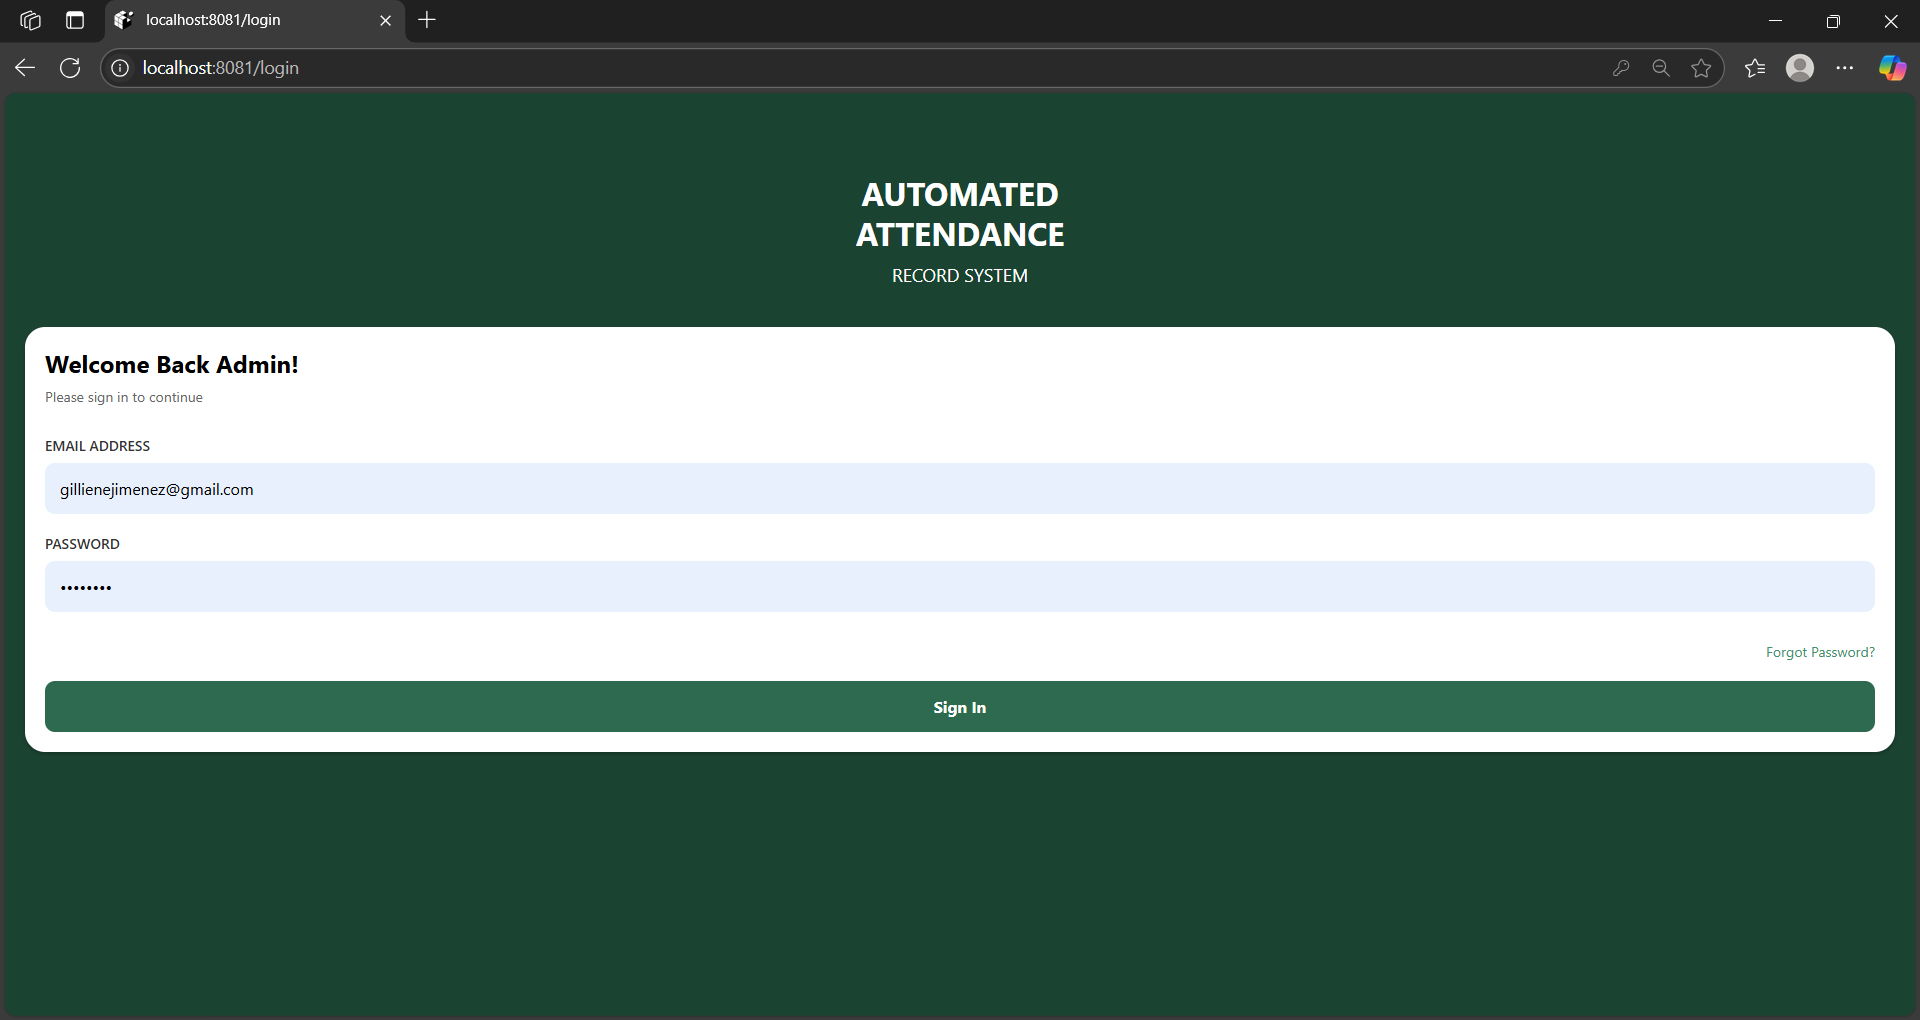 localhost:8081/login
localhost:8081/login
AUTOMATED
ATTENDANCE
RECORD SYSTEM
Welcome Back Admin!
Please sign in to continue
EMAIL ADDRESS
gillienejimenez@gmail.com
PASSWORD
••••••••
Forgot Password?
Sign In